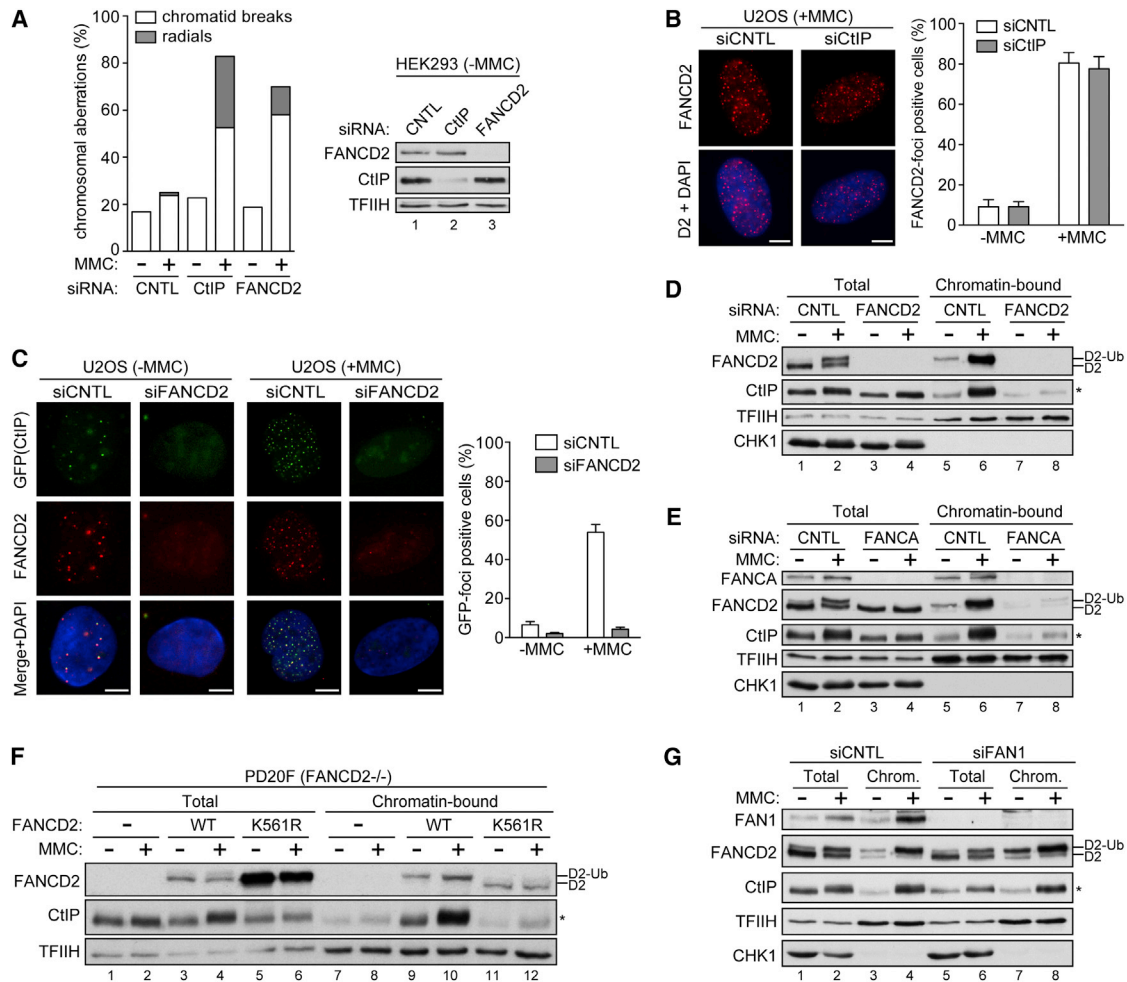 A
chromosomal aberrations (%)
100
80
60
40
20
0
chromatid breaks
radials
MMC: - + - + - +
siRNA: CNTL CtIP FANCD2
HEK293 (-MMC)
siRNA: CNTL CtIP FANCD2
FANCD2
CtIP
TFIIH
1 2 3
B
U2OS (+MMC)
siCNTL siCtIP
FANCD2
D2 + DAPI
FANCD2-foci positive cells (%)
100
80
60
40
20
0
siCNTL
siCtIP
-MMC +MMC
C
U2OS (-MMC) U2OS (+MMC)
siCNTL siFANCD2 siCNTL siFANCD2
GFP(CtIP)
FANCD2
Merge+DAPI
GFP-foci positive cells (%)
100
80
60
40
20
0
siCNTL
siFANCD2
-MMC +MMC
D
Total Chromatin-bound
siRNA: CNTL FANCD2 CNTL FANCD2
MMC: - + - + - + - +
FANCD2 D2-Ub
D2
CtIP *
TFIIH
CHK1
1 2 3 4 5 6 7 8
E
Total Chromatin-bound
siRNA: CNTL FANCA CNTL FANCA
MMC: - + - + - + - +
FANCA
FANCD2 D2-Ub
D2
CtIP *
TFIIH
CHK1
1 2 3 4 5 6 7 8
F
PD20F (FANCD2-/-)
Total Chromatin-bound
FANCD2: - WT K561R - WT K561R
MMC: - + - + - + - + - + - +
FANCD2 D2-Ub
D2
CtIP *
TFIIH
1 2 3 4 5 6 7 8 9 10 11 12
G
siCNTL siFAN1
Total Chrom. Total Chrom.
MMC: - + - + - + - +
FAN1
FANCD2 D2-Ub
D2
CtIP *
TFIIH
CHK1
1 2 3 4 5 6 7 8